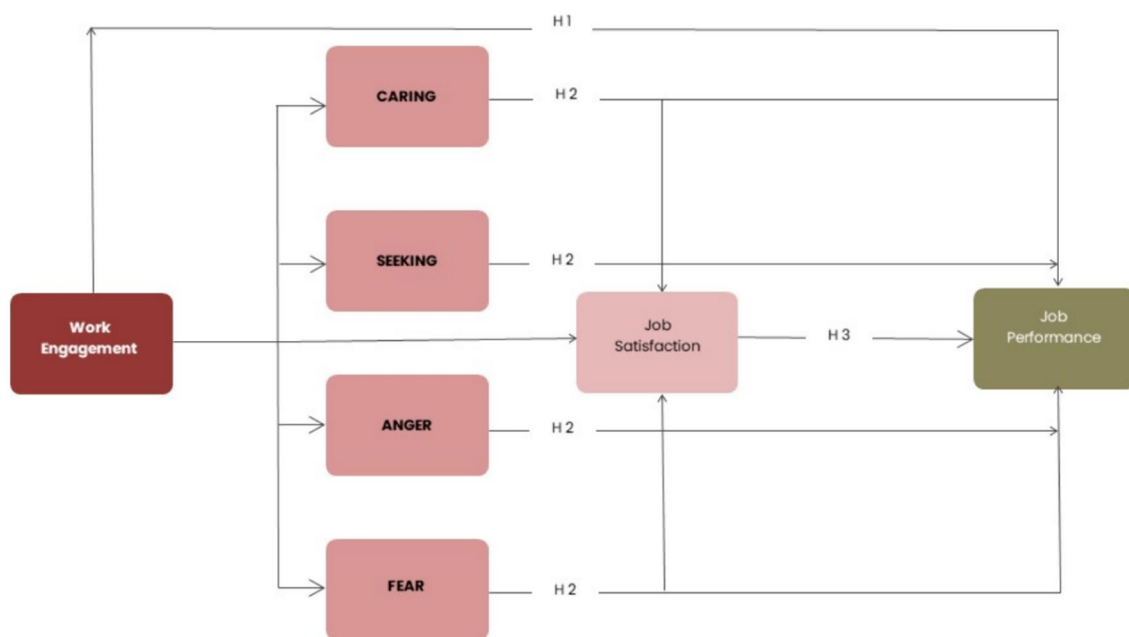 H1
CARING
H2
SEEKING
H2
Work
Engagement
Job
Satisfaction
H3
Job
Performance
ANGER
H2
FEAR
H2